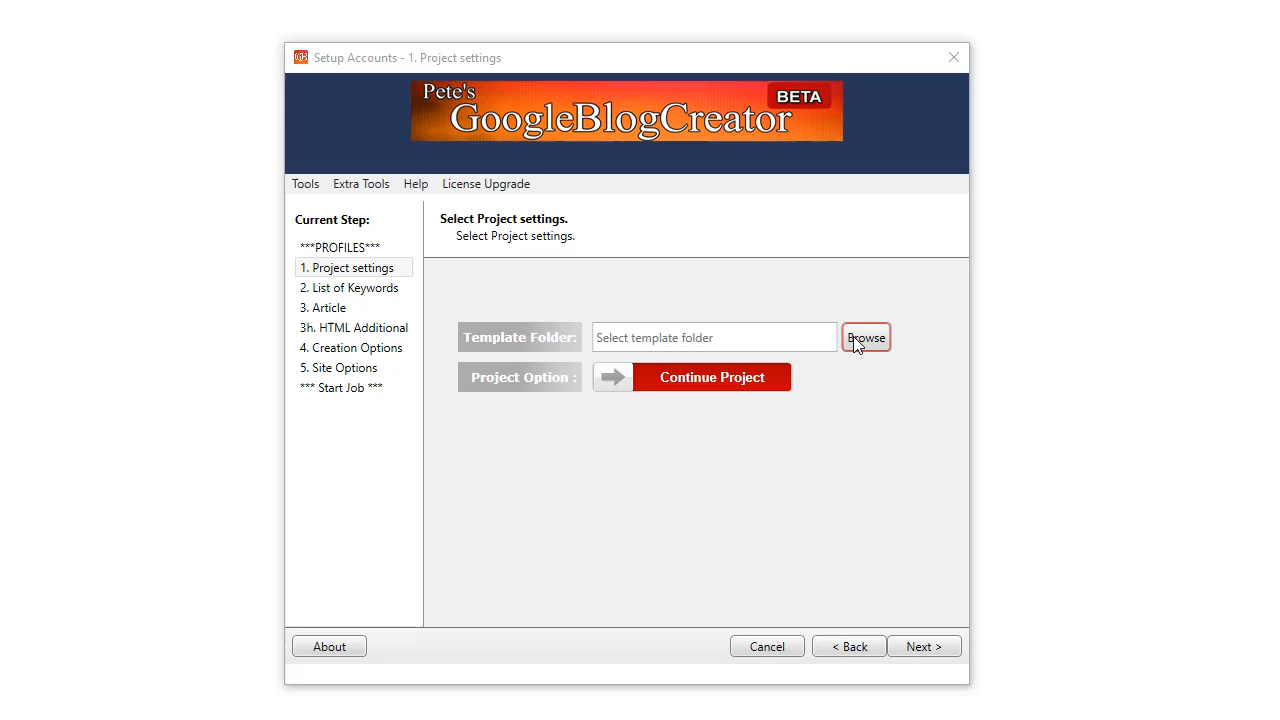 Setup Accounts - 1. Project settings
Pete's
BETA
GoogleBlogCreator
Tools Extra Tools Help License Upgrade
Current Step:
***PROFILES***
1. Project settings
2. List of Keywords
3. Article
3h. HTML Additional
4. Creation Options
5. Site Options
*** Start Job ***
Select Project settings.
Select Project settings.
Template Folder: Select template folder Browse
Project Option : Continue Project
About Cancel < Back Next >